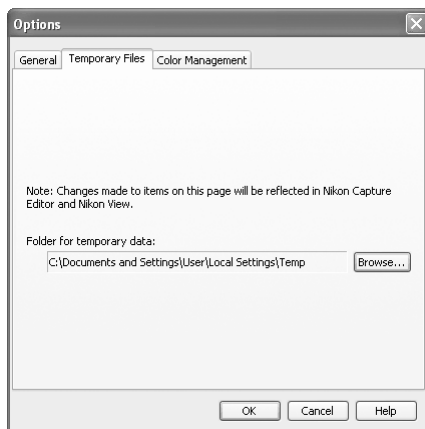 Options
General
Temporary Files
Color Management
Note: Changes made to items on this page will be reflected in Nikon Capture
Editor and Nikon View.
Folder for temporary data:
C:\Documents and Settings\User\Local Settings\Temp
Browse...
OK
Cancel
Help